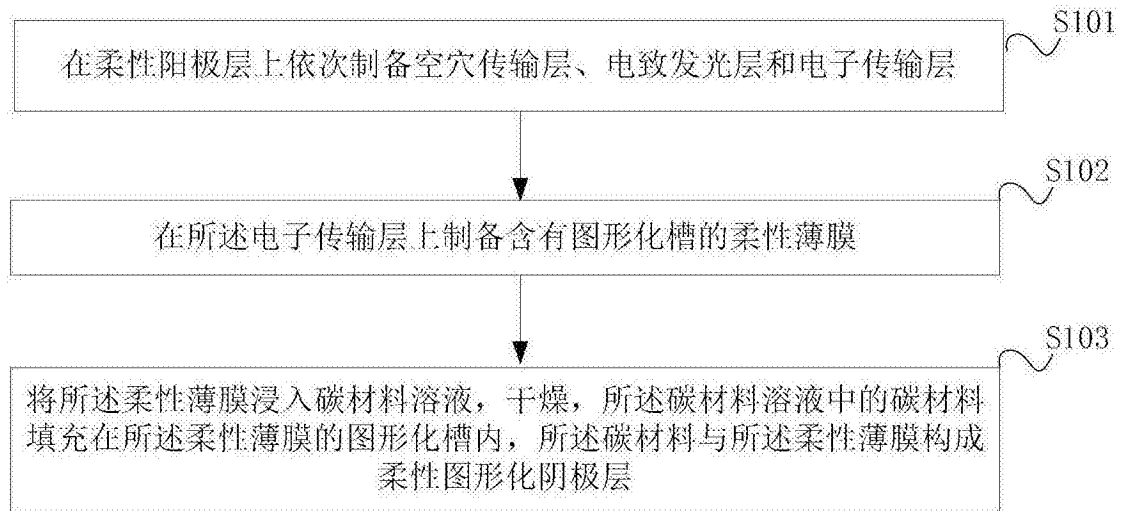 S101
在柔性阳极层上依次制备空穴传输层、电致发光层和电子传输层
S102
在所述电子传输层上制备含有图形化槽的柔性薄膜
S103
将所述柔性薄膜浸入碳材料溶液，干燥，所述碳材料溶液中的碳材料
填充在所述柔性薄膜的图形化槽内，所述碳材料与所述柔性薄膜构成
柔性图形化阴极层